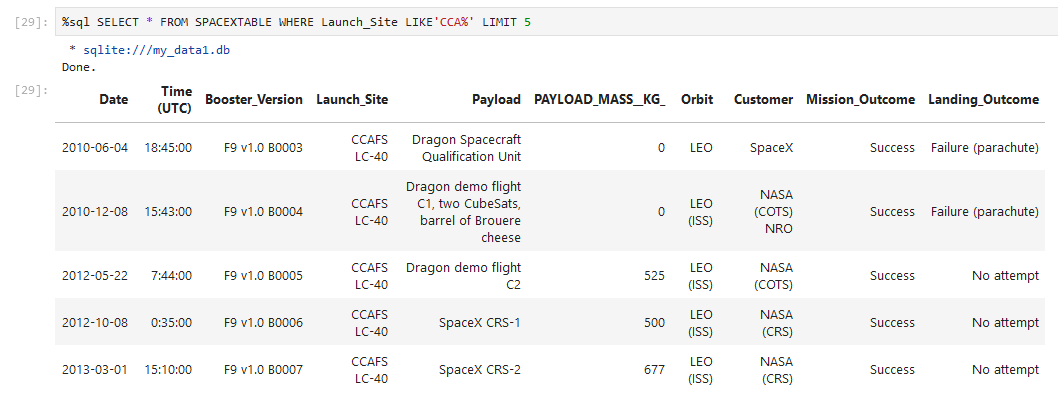 [29]: %sql SELECT * FROM SPACEXTABLE WHERE Launch_Site LIKE'CCA%' LIMIT 5
* sqlite:///my_data1.db
Done.
[29]:
Date Time (UTC) Booster_Version Launch_Site Payload PAYLOAD_MASS__KG_ Orbit Customer Mission_Outcome Landing_Outcome
2010-06-04 18:45:00 F9 v1.0 B0003 CCAFS LC-40 Dragon Spacecraft Qualification Unit 0 LEO SpaceX Success Failure (parachute)
2010-12-08 15:43:00 F9 v1.0 B0004 CCAFS LC-40 Dragon demo flight C1, two CubeSats, barrel of Brouere cheese 0 LEO (ISS) NASA (COTS) NRO Success Failure (parachute)
2012-05-22 7:44:00 F9 v1.0 B0005 CCAFS LC-40 Dragon demo flight C2 525 LEO (ISS) NASA (COTS) Success No attempt
2012-10-08 0:35:00 F9 v1.0 B0006 CCAFS LC-40 SpaceX CRS-1 500 LEO (ISS) NASA (CRS) Success No attempt
2013-03-01 15:10:00 F9 v1.0 B0007 CCAFS LC-40 SpaceX CRS-2 677 LEO (ISS) NASA (CRS) Success No attempt